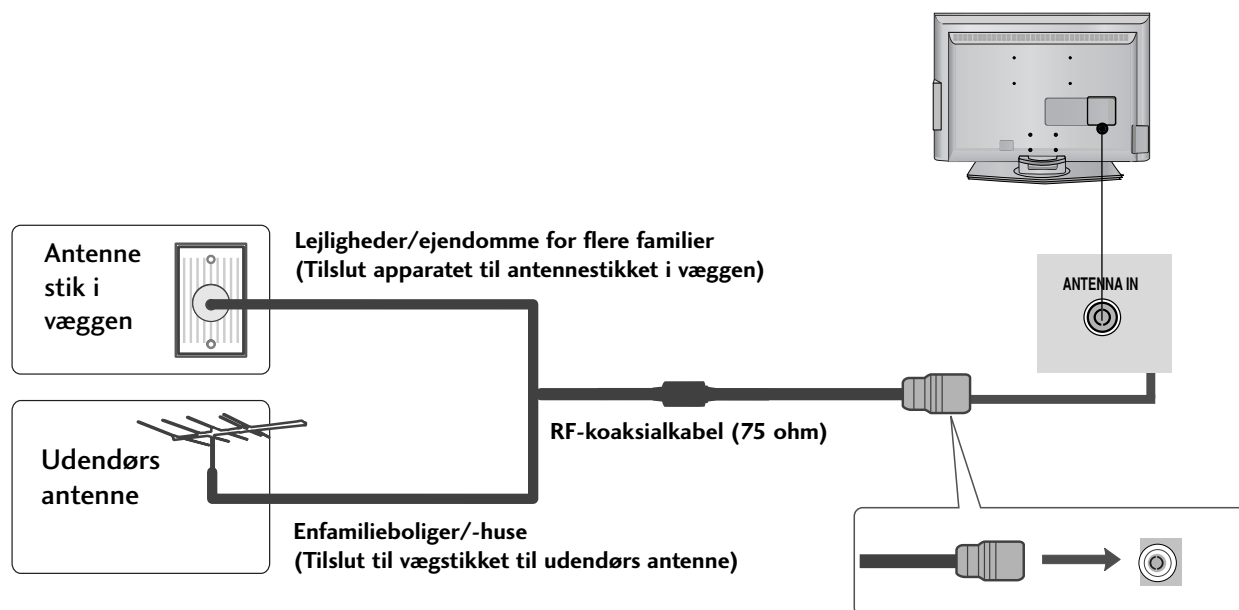 Antenne
stik i
væggen
Lejligheder/ejendomme for flere familier
(Tilslut apparatet til antennestikket i væggen)
ANTENNA IN
RF-koaksialkabel (75 ohm)
Udendørs
antenne
Enfamilieboliger/-huse
(Tilslut til vægstikket til udendørs antenne)